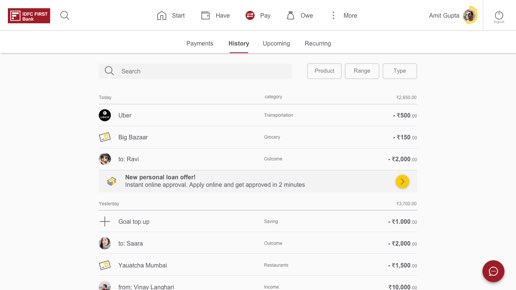 IDFC FIRST
Bank
Start
Have
Pay
Owe
More
Amit Gupta
Payments
History
Upcoming
Recurring
Search
Product
Range
Type
Today
category
₹2,650.00
Uber
Transportation
- ₹500.00
Big Bazaar
Grocery
- ₹150.00
to: Ravi
Outcome
- ₹2,000.00
New personal loan offer!
Instant online approval. Apply online and get approved in 2 minutes
Yesterday
₹3,700.00
Goal top up
Saving
- ₹1.000.00
to: Saara
Outcome
- ₹2,000.00
Yauatcha Mumbai
Restaurants
- ₹1,500.00
from: Vinay Langhari
Income
₹10,000.00